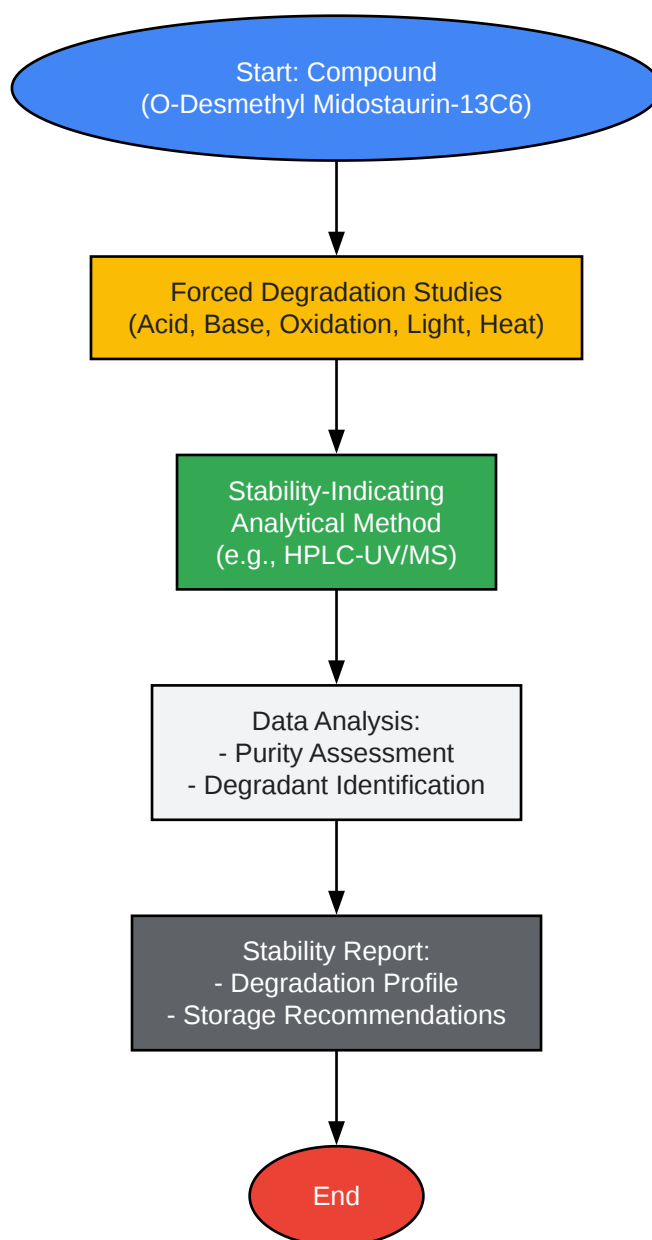 Start: Compound
(O-Desmethyl Midostaurin-13C6)
Forced Degradation Studies
(Acid, Base, Oxidation, Light, Heat)
Stability-Indicating
Analytical Method
(e.g., HPLC-UV/MS)
Data Analysis:
- Purity Assessment
- Degradant Identification
Stability Report:
- Degradation Profile
- Storage Recommendations
End